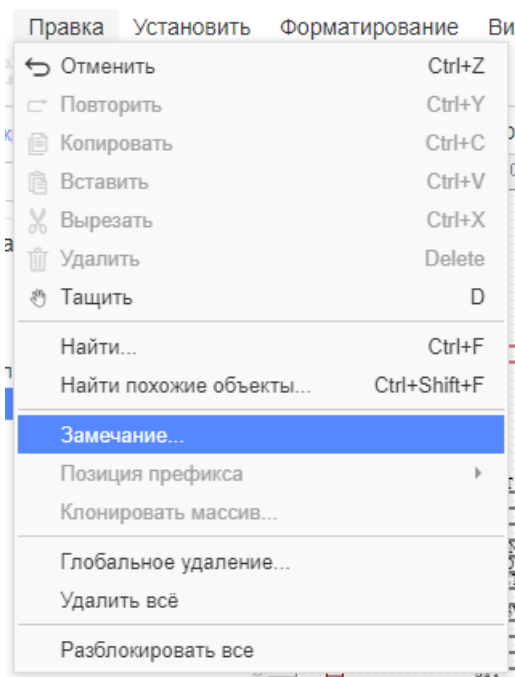 Правка Установить Форматирование Ви
Отменить Ctrl+Z
Повторить Ctrl+Y
Копировать Ctrl+C
Вставить Ctrl+V
Вырезать Ctrl+X
Удалить Delete
Тащить D
Найти... Ctrl+F
Найти похожие объекты... Ctrl+Shift+F
Замечание...
Позиция префикса
Клонировать массив...
Глобальное удаление...
Удалить всё
Разблокировать все